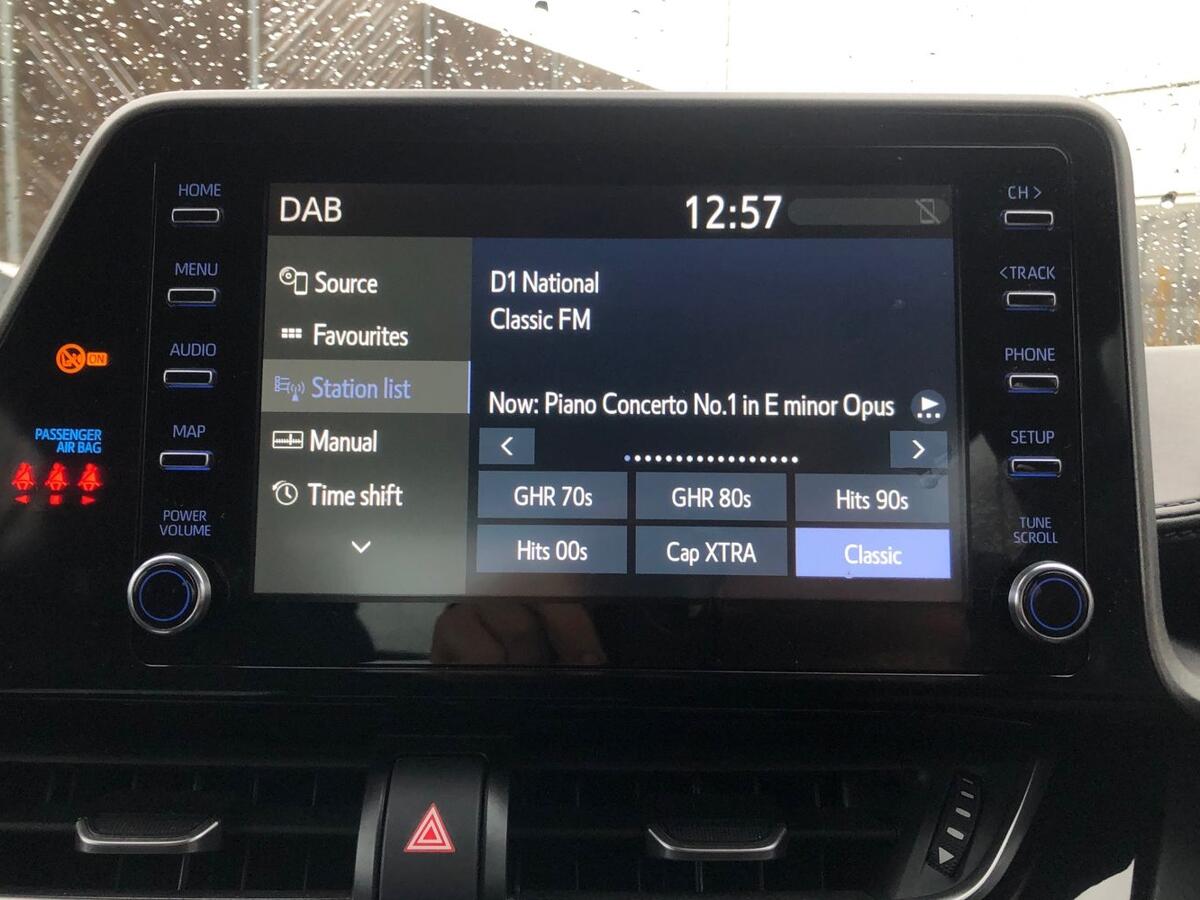 DAB
12:57
HOME
MENU
AUDIO
MAP
POWER
VOLUME
ON
PASSENGER
AIR BAG
Source
Favourites
Station list
Manual
Time shift
D1 National
Classic FM
Now: Piano Concerto No.1 in E minor Opus
<
>
GHR 70s
GHR 80s
Hits 90s
Hits 00s
Cap XTRA
Classic
CH >
<TRACK
PHONE
SETUP
TUNE
SCROLL